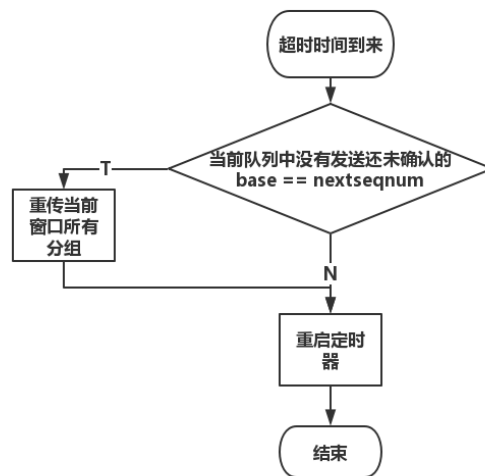 超时时间到来
当前队列中没有发送还未确认的
base == nextseqnum
T
重传当前
窗口所有
分组
N
重启定时
器
结束